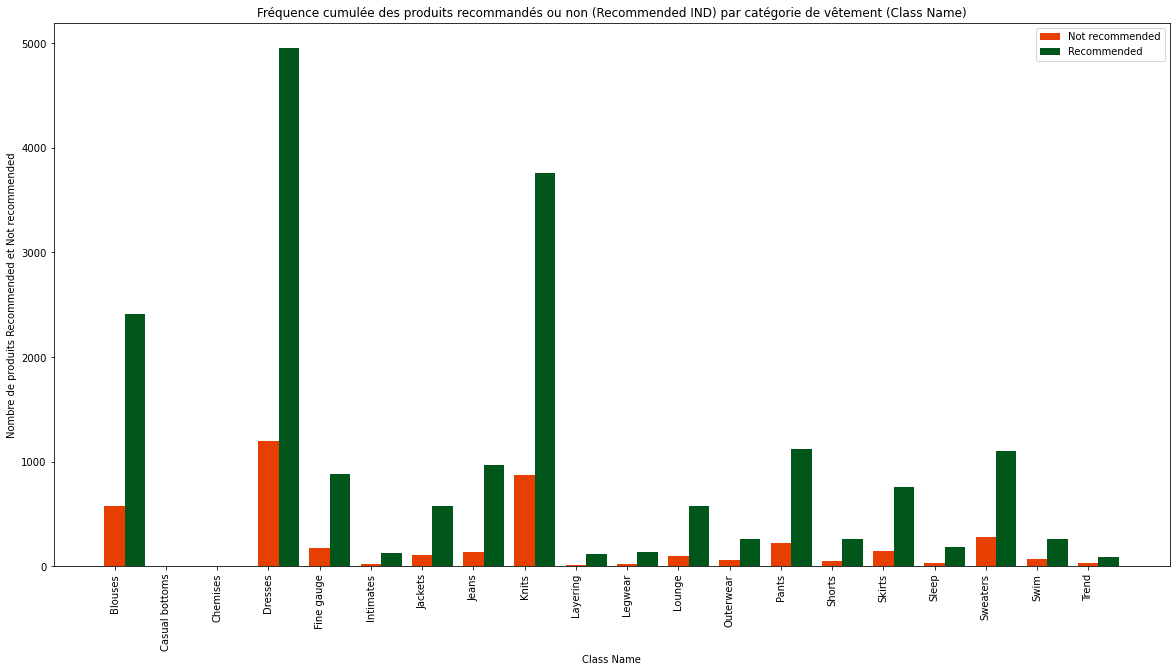 Fréquence cumulée des produits recommandés ou non (Recommended IND) par catégorie de vêtement (Class Name)
Not recommended
Recommended
Nombre de produits Recommended et Not recommended
5000
4000
3000
2000
1000
0
Blouses
Casual bottoms
Chemises
Dresses
Fine gauge
Intimates
Jackets
Jeans
Knits
Layering
Legwear
Lounge
Outerwear
Pants
Shorts
Skirts
Sleep
Sweaters
Swim
Trend
Class Name